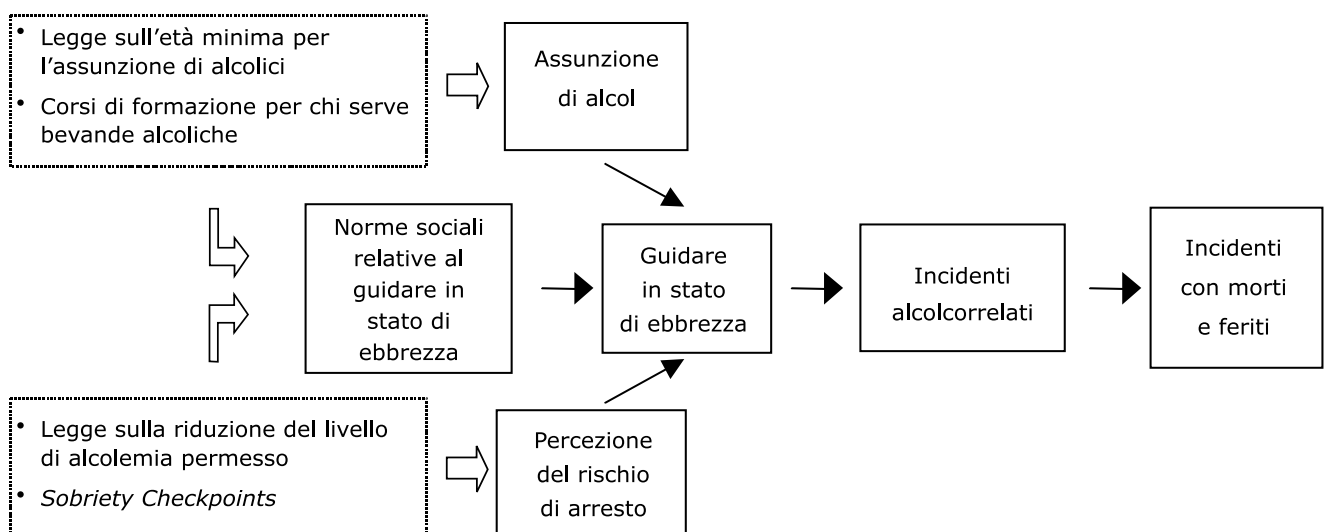 • Legge sull'età minima per
l'assunzione di alcolici
• Corsi di formazione per chi serve
bevande alcoliche
Assunzione
di alcol
Norme sociali
relative al
guidare in
stato di
ebbrezza
Guidare
in stato
di ebbrezza
Incidenti
alcolcorrelati
Incidenti
con morti
e feriti
• Legge sulla riduzione del livello
di alcolemia permesso
• Sobriety Checkpoints
Percezione
del rischio
di arresto